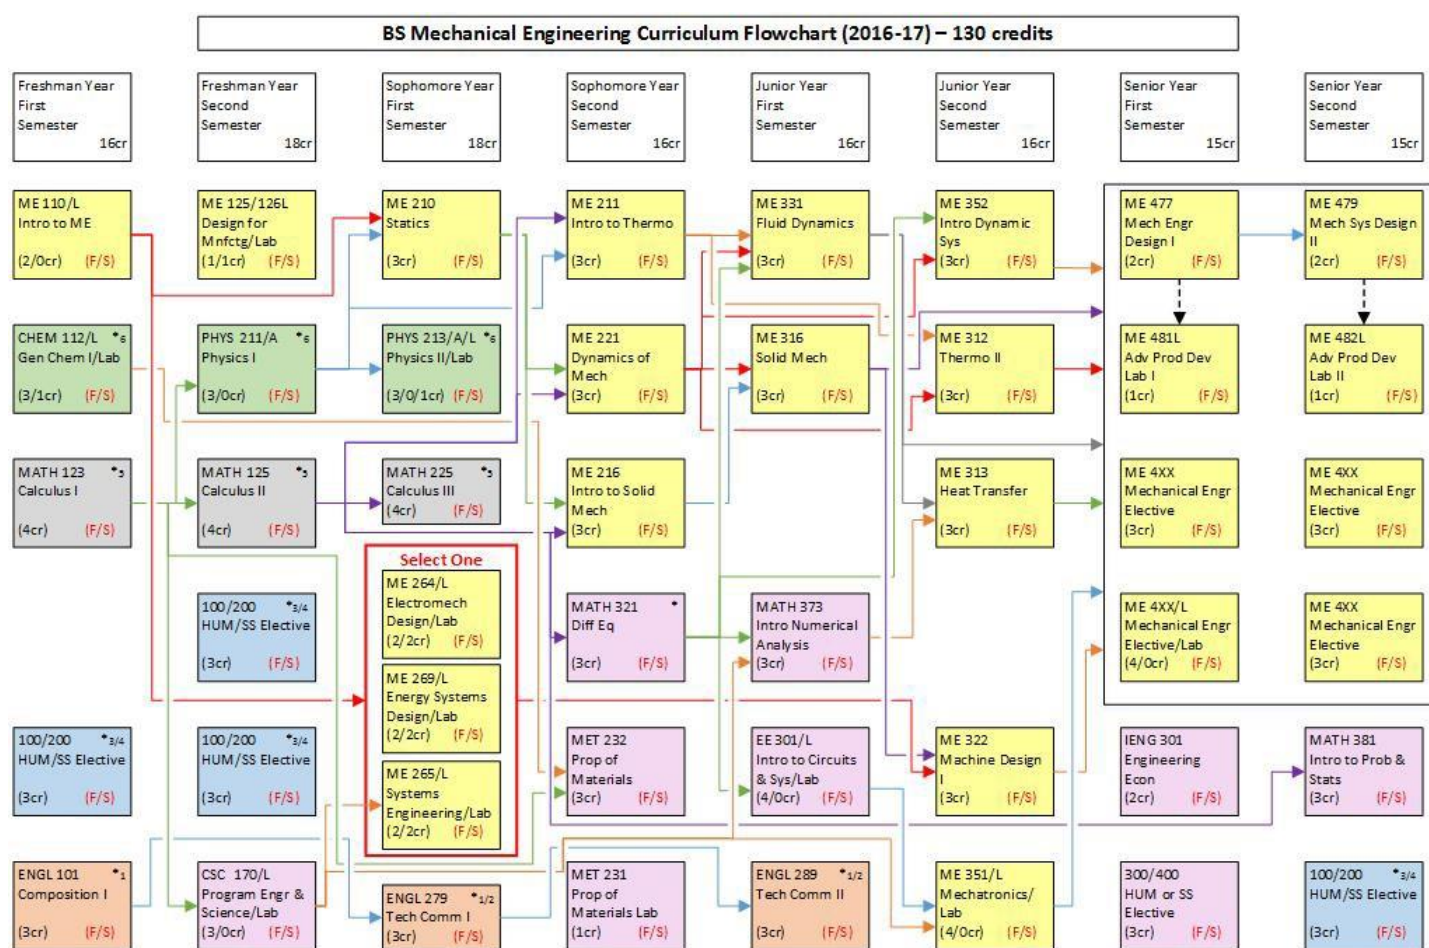 BS Mechanical Engineering Curriculum Flowchart (2016-17) – 130 credits
Freshman Year
First
Semester
16cr
Freshman Year
Second
Semester
18cr
Sophomore Year
First
Semester
18cr
Sophomore Year
Second
Semester
16cr
Junior Year
First
Semester
16cr
Junior Year
Second
Semester
16cr
Senior Year
First
Semester
15cr
Senior Year
Second
Semester
15cr
ME 110/L
Intro to ME
(2/0cr) (F/S)
ME 125/126L
Design for
Mnfctg/Lab
(1/1cr) (F/S)
ME 210
Statics
(3cr) (F/S)
ME 211
Intro to Thermo
(3cr) (F/S)
ME 331
Fluid Dynamics
(3cr) (F/S)
ME 352
Intro Dynamic
Sys
(3cr) (F/S)
ME 477
Mech Engr
Design I
(2cr) (F/S)
ME 479
Mech Sys Design
II
(2cr) (F/S)
CHEM 112/L *6
Gen Chem I/Lab
(3/1cr) (F/S)
PHYS 211/A *6
Physics I
(3/0cr) (F/S)
PHYS 213/A/L *6
Physics II/Lab
(3/0/1cr) (F/S)
ME 221
Dynamics of
Mech
(3cr) (F/S)
ME 316
Solid Mech
(3cr) (F/S)
ME 312
Thermo II
(3cr) (F/S)
ME 481L
Adv Prod Dev
Lab I
(1cr) (F/S)
ME 482L
Adv Prod Dev
Lab II
(1cr) (F/S)
MATH 123 *5
Calculus I
(4cr) (F/S)
MATH 125 *5
Calculus II
(4cr) (F/S)
MATH 225 *5
Calculus III
(4cr) (F/S)
ME 216
Intro to Solid
Mech
(3cr) (F/S)
ME 313
Heat Transfer
(3cr) (F/S)
ME 4XX
Mechanical Engr
Elective
(3cr) (F/S)
ME 4XX
Mechanical Engr
Elective
(3cr) (F/S)
100/200 *3/4
HUM/SS Elective
(3cr) (F/S)
Select One
ME 264/L
Electromech
Design/Lab
(2/2cr) (F/S)
ME 269/L
Energy Systems
Design/Lab
(2/2cr) (F/S)
ME 265/L
Systems
Engineering/Lab
(2/2cr) (F/S)
MATH 321 *
Diff Eq
(3cr) (F/S)
MATH 373
Intro Numerical
Analysis
(3cr) (F/S)
ME 4XX/L
Mechanical Engr
Elective/Lab
(4/0cr) (F/S)
ME 4XX
Mechanical Engr
Elective
(3cr) (F/S)
100/200 *3/4
HUM/SS Elective
(3cr) (F/S)
100/200 *3/4
HUM/SS Elective
(3cr) (F/S)
MET 232
Prop of
Materials
(3cr) (F/S)
EE 301/L
Intro to Circuits
& Sys/Lab
(4/0cr) (F/S)
ME 322
Machine Design
I
(3cr) (F/S)
IENG 301
Engineering
Econ
(2cr) (F/S)
MATH 381
Intro to Prob &
Stats
(3cr) (F/S)
ENGL 101 *1
Composition I
(3cr) (F/S)
CSC 170/L
Program Engr &
Science/Lab
(3/0cr) (F/S)
ENGL 279 *1/2
Tech Comm I
(3cr) (F/S)
MET 231
Prop of
Materials Lab
(1cr) (F/S)
ENGL 289 *1/2
Tech Comm II
(3cr) (F/S)
ME 351/L
Mechatronics/
Lab
(4/0cr) (F/S)
300/400
HUM or SS
Elective
(3cr) (F/S)
100/200 *3/4
HUM/SS Elective
(3cr) (F/S)